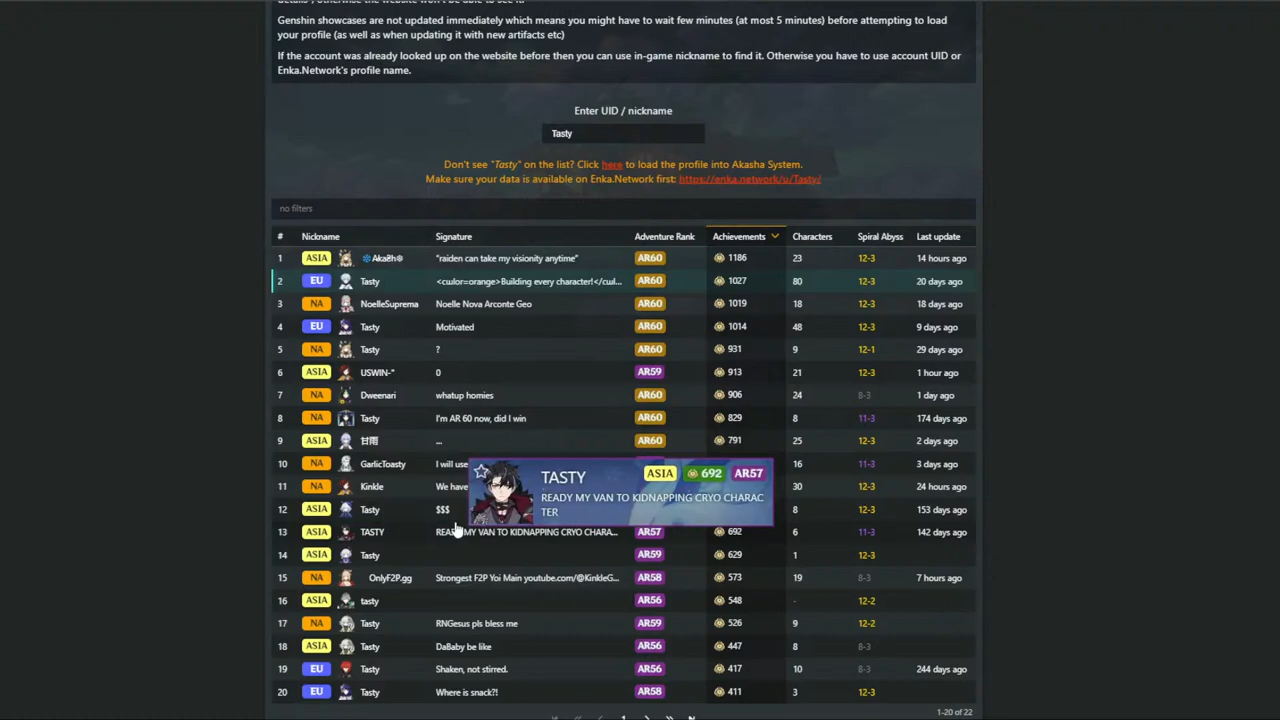 Genshin showcases are not updated immediately which means you might have to wait few minutes (at most 5 minutes) before attempting to load
your profile (as well as when updating it with new artifacts etc)
If the account was already looked up on the website before then you can use in-game nickname to find it. Otherwise you have to use account UID or
Enka.Network's profile name.
Enter UID / nickname
Tasty
Don't see "Tasty" on the list? Click here to load the profile into Akasha System.
Make sure your data is available on Enka.Network first: https://enka.network/u/Tasty/
no filters
# Nickname Signature Adventure Rank Achievements Characters Spiral Abyss Last update
1 ASIA "raiden can take my visionity anytime" AR60 1186 23 12-3 14 hours ago
2 EU Tasty <culor=orange>Building every character!</cul... AR60 1027 80 12-3 20 days ago
3 NA NoelleSuprema Noelle Nova Arconte Geo AR60 1019 18 12-3 18 days ago
4 EU Tasty Motivated AR60 1014 48 12-3 9 days ago
5 NA Tasty ? AR60 931 9 12-1 29 days ago
6 ASIA USWIN-" 0 AR59 913 21 12-3 1 hour ago
7 NA Dweenari whatup homies AR60 906 24 8-3 1 day ago
8 NA Tasty I'm AR 60 now, did I win AR60 829 8 11-3 174 days ago
9 ASIA 甘雨 ... AR60 791 25 12-3 2 days ago
10 NA GarlicToasty I will use 16 11-3 3 days ago
TASTY ASIA 692 AR57
READY MY VAN TO KIDNAPPING CRYO CHARAC
TER
11 NA Kinkle We have 30 12-3 24 hours ago
12 ASIA Tasty $$$ 8 12-3 153 days ago
13 ASIA TASTY READY MY VAN TO KIDNAPPING CRYO CHARA... AR57 692 6 11-3 142 days ago
14 ASIA Tasty AR59 629 1 12-3
15 NA OnlyF2P.gg Strongest F2P Yoi Main youtube.com/@KinkleG... AR58 573 19 8-3 7 hours ago
16 ASIA tasty AR60 548 - 12-2
17 NA Tasty RNGesus pls bless me AR59 526 9 12-2
18 ASIA Tasty DaBaby be like AR56 447 8 8-3
19 EU Tasty Shaken, not stirred. AR56 417 10 8-3 244 days ago
20 EU Tasty Where is snack?! AR58 411 3 12-3
1
1-20 of 22